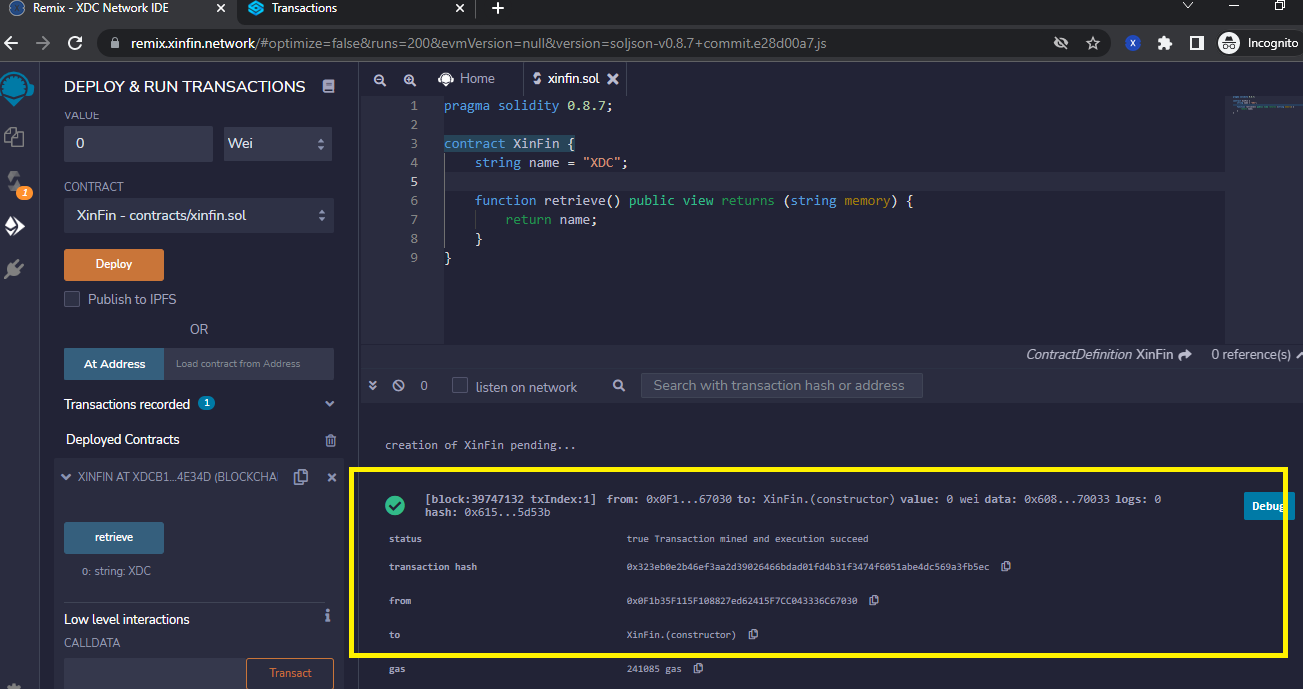 Remix - XDC Network IDE
Transactions
remix.xinfin.network/#optimize=false&runs=200&evmVersion=null&version=soljson-v0.8.7+commit.e28d00a7.js
X
Incognito
DEPLOY & RUN TRANSACTIONS
VALUE
0
Wei
CONTRACT
XinFin - contracts/xinfin.sol
Deploy
Publish to IPFS
OR
At Address
Load contract from Address
Transactions recorded 1
Deployed Contracts
XINFIN AT XDCB1...4E34D (BLOCKCHA
retrieve
0: string: XDC
Low level interactions
i
CALLDATA
Transact
1
Home
xinfin.sol
1 pragma solidity 0.8.7;
2
3 contract XinFin {
4 string name = "XDC";
5
6 function retrieve() public view returns (string memory) {
7 return name;
8 }
9 }
ContractDefinition XinFin
0 reference(s)
0
listen on network
Search with transaction hash or address
creation of XinFin pending...
[block:39747132 txIndex:1] from: 0x0F1...67030 to: XinFin.(constructor) value: 0 wei data: 0x608...70033 logs: 0
hash: 0x615...5d53b
Debug
status true Transaction mined and execution succeed
transaction hash 0x323eb0e2b46ef3aa2d39026466bdad01fd4b31f3474f6051abe4dc569a3fb5ec
from 0x0F1b35F115F108827ed62415F7CC043336C67030
to XinFin.(constructor)
gas 241085 gas